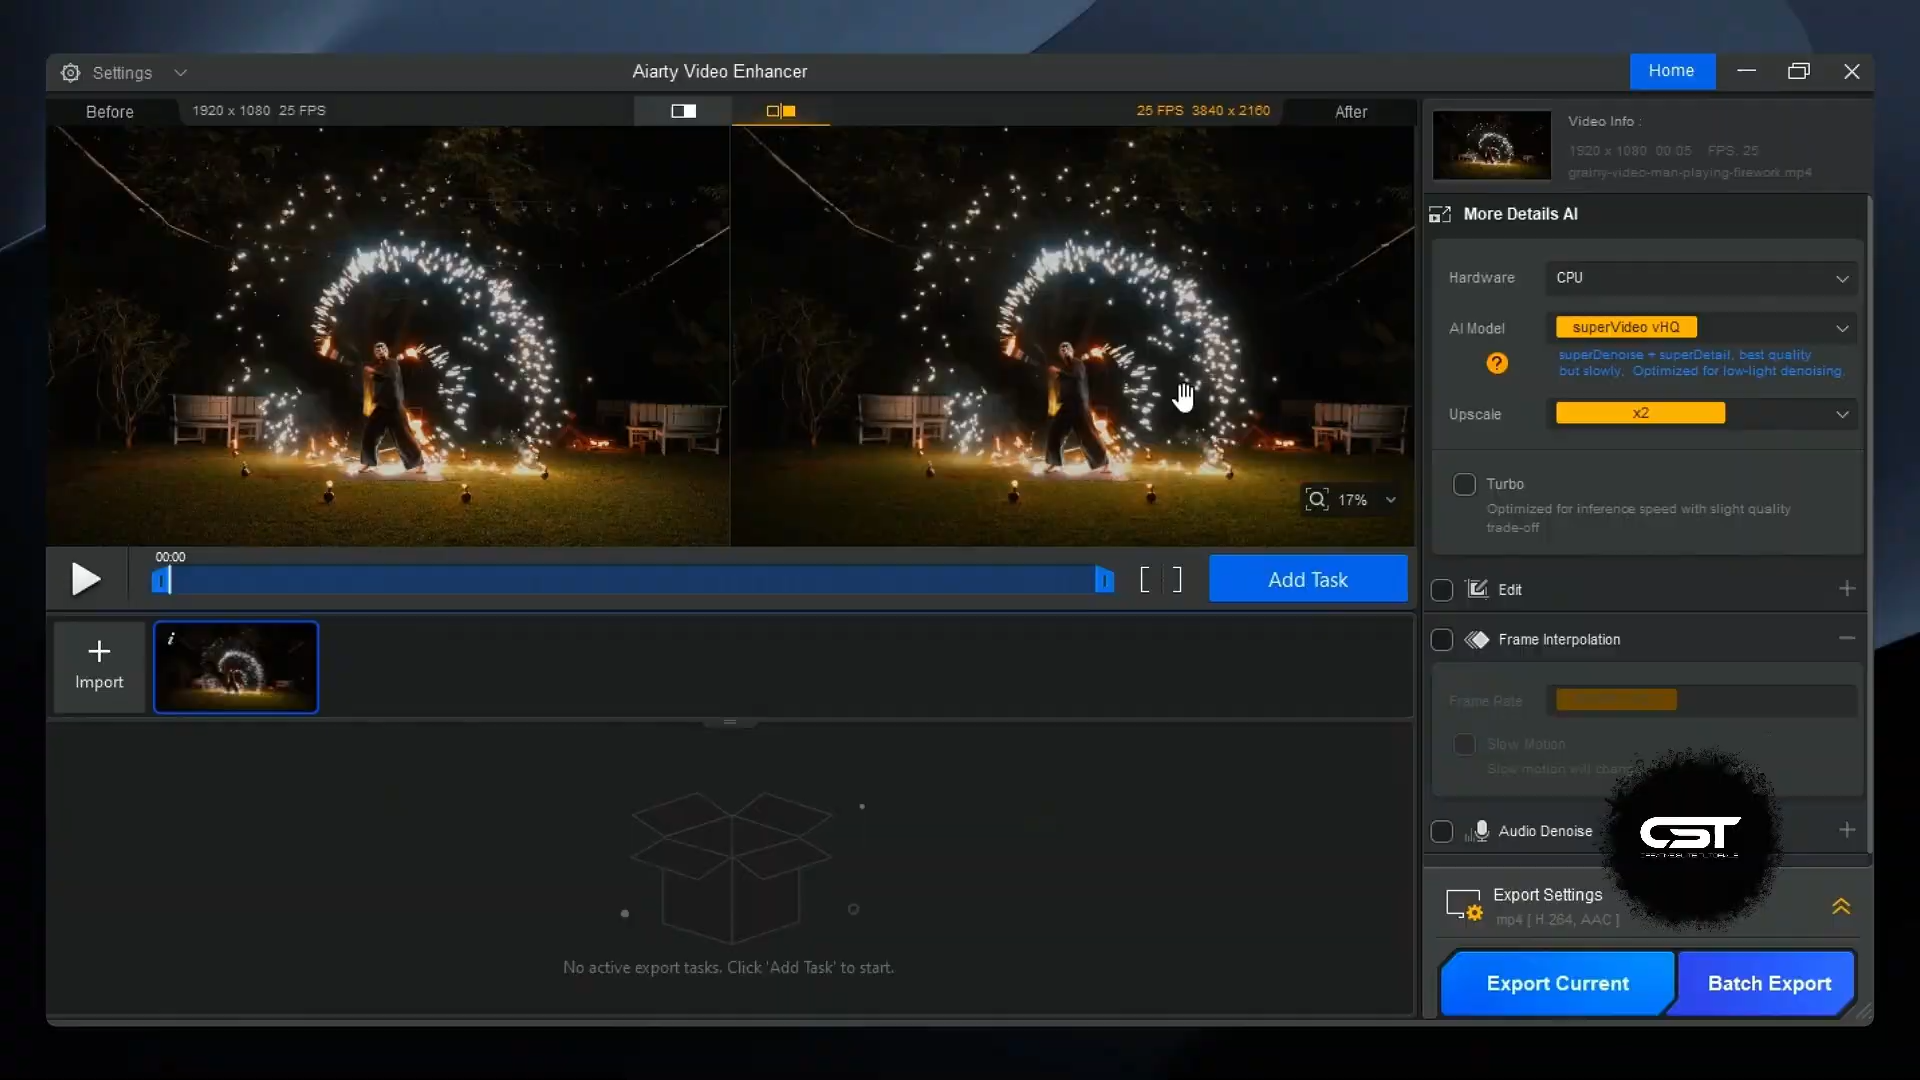 Settings
Aiarty Video Enhancer
Home
Before
1920 x 1080 25 FPS
25 FPS 3840 x 2160
After
Video Info :
1920 x 1080 00:05 FPS: 25
grainy-video-man-playing-firework.mp4
More Details AI
Hardware
CPU
AI Model
superVideo vHQ
superDenoise + superDetail, best quality
but slowly, Optimized for low-light denoising.
Upscale
x2
17%
Turbo
Optimized for inference speed with slight quality
trade-off
00:00
Add Task
Edit
Import
Frame Interpolation
Frame Rate
Slow Motion
Slow motion will
Audio Denoise
CST
Export Settings
mp4 [ H.264, AAC ]
No active export tasks. Click 'Add Task' to start.
Export Current
Batch Export